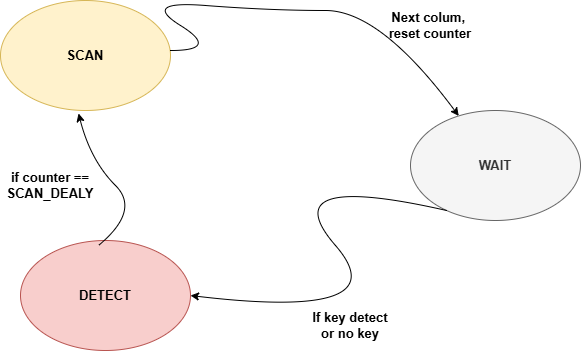 Next colum,
reset counter
SCAN
WAIT
if counter ==
SCAN_DEALY
DETECT
If key detect
or no key